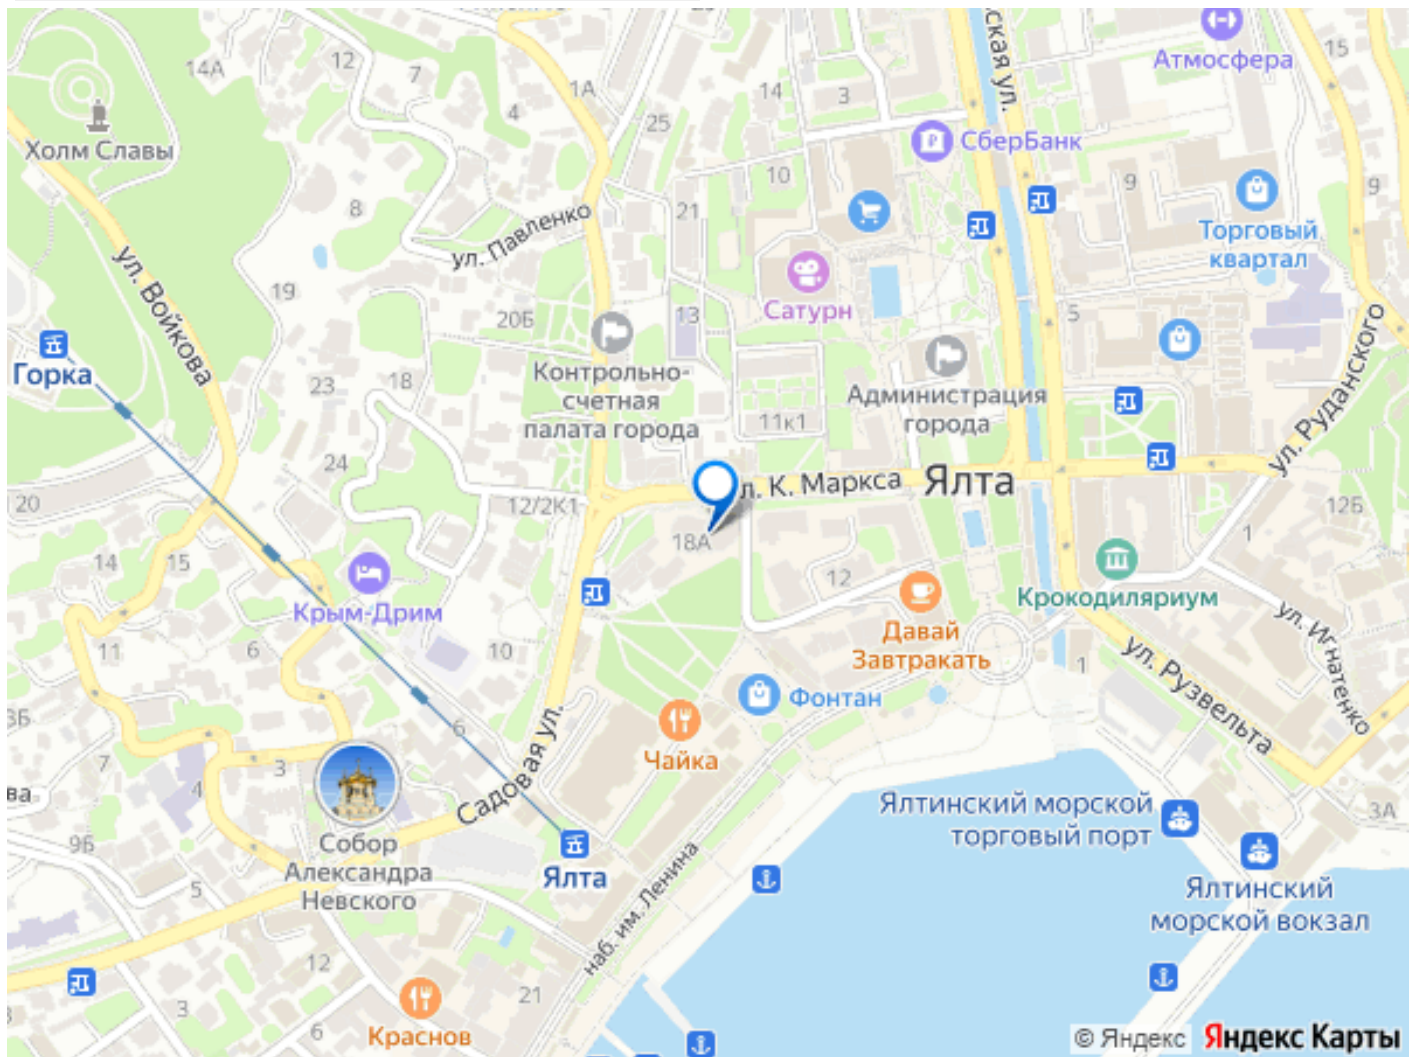 14А
12
7
4
1А
25
14
3
ская ул.
Атмосфера
15
Холм Славы
СберБанк
8
ул. Павленко
21
10
9
9
Торговый
квартал
ул. Войкова
19
20Б
13
Сатурн
5
ул. Руданского
Горка
23
18
Контрольно-
счетная
палата города
11к1
Администрация
города
24
20
12/2К1
л. К. Маркса
Ялта
12Б
14
15
18А
12
1
Крым-Дрим
Крокодиляриум
ул. Игнатенко
11
6
10
Давай
Завтракать
1
ул. Рузвельта
3Б
6
Фонтан
Чайка
7
4
3
Садовая ул.
ва
9Б
Собор
Александра
Невского
Ялта
наб. им. Ленина
Ялтинский морской
торговый порт
3А
Ялтинский
морской вокзал
5
12
3
6
21
Краснов
© Яндекс
Яндекс Карты